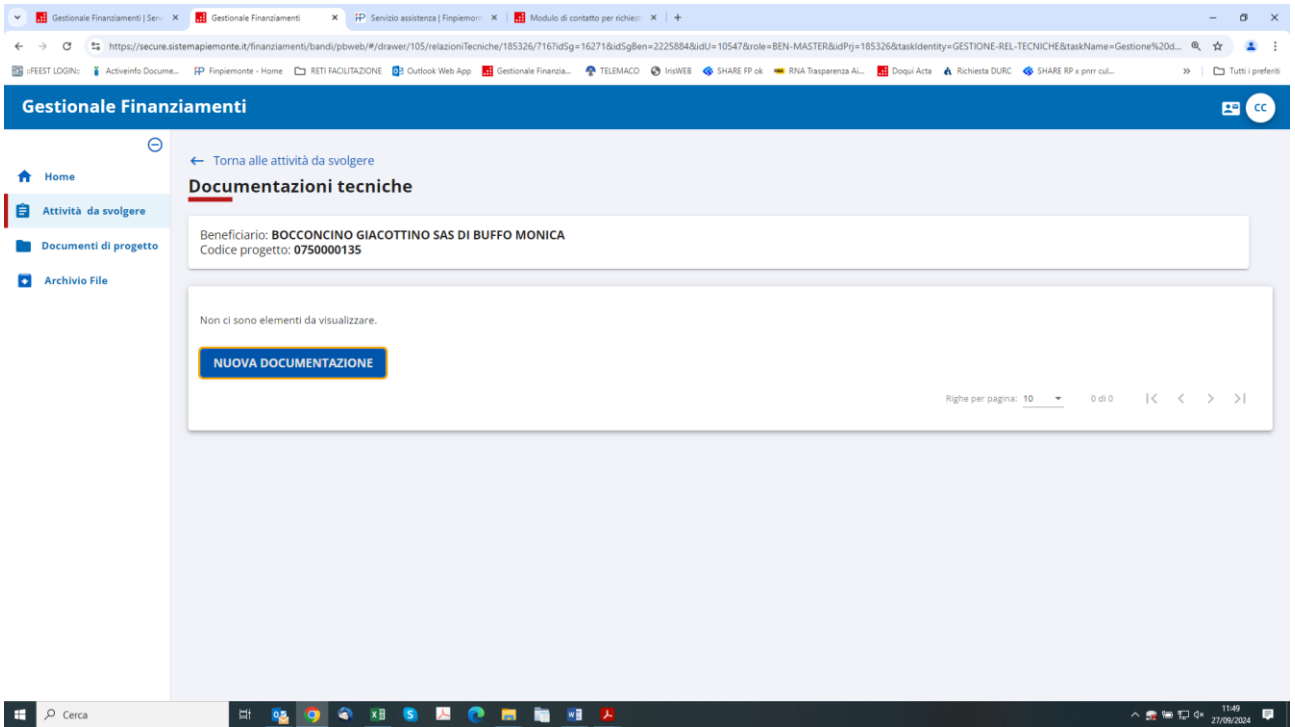 Gestionale Finanziamenti | Serv
Gestionale Finanziamenti
Servizio assistenza | Finpiemont
Modulo di contatto per richiest
https://secure.sistemapiemonte.it/finanziamenti/bandi/pbweb/#/drawer/105/relazioniTecniche/185326/716?idSg=16271&idSgBen=2225884&idU=10547&role=BEN-MASTER&idPrj=185326&taskIdentity=GESTIONE-REL-TECNICHE&taskName=Gestione%20d...
::FEEST LOGIN::
Activeinfo Docume...
Finpiemonte - Home
RETI FACILITAZIONE
Outlook Web App
Gestionale Finanzia...
TELEMACO
IrisWEB
SHARE FP ok
RNA Trasparenza Ai...
Doqui Acta
Richiesta DURC
SHARE RP x pnrr cul...
»
Tutti i preferiti
Gestionale Finanziamenti
CC
Home
Attività da svolgere
Documenti di progetto
Archivio File
← Torna alle attività da svolgere
Documentazioni tecniche
Beneficiario: BOCCONCINO GIACOTTINO SAS DI BUFFO MONICA
Codice progetto: 0750000135
Non ci sono elementi da visualizzare.
NUOVA DOCUMENTAZIONE
Righe per pagina: 10
0 di 0
Cerca
11:49
27/09/2024